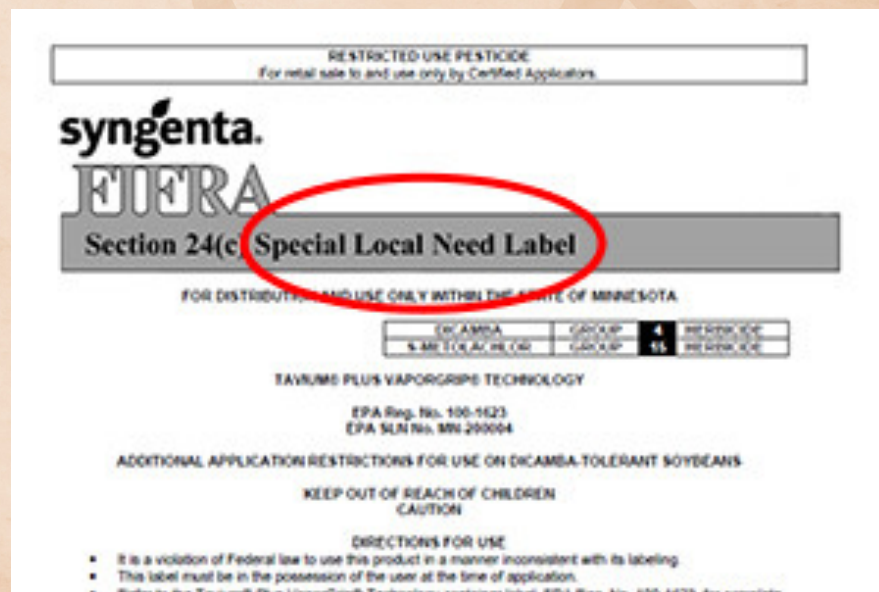 RESTRICTED USE PESTICIDE
For retail sale to and use only by Certified Applicators.
syngenta.
FIFRA
Section 24(c) Special Local Need Label
FOR DISTRIBUTION AND USE ONLY WITHIN THE STATE OF MINNESOTA
DICAMBA GROUP 4 HERBICIDE
S-METOLACHLOR GROUP 15 HERBICIDE
TAVIUM® PLUS VAPORGRIP® TECHNOLOGY
EPA Reg. No. 100-1623
EPA SLN No. MN-200004
ADDITIONAL APPLICATION RESTRICTIONS FOR USE ON DICAMBA-TOLERANT SOYBEANS
KEEP OUT OF REACH OF CHILDREN
CAUTION
DIRECTIONS FOR USE
• It is a violation of Federal law to use this product in a manner inconsistent with its labeling.
• This label must be in the possession of the user at the time of application.